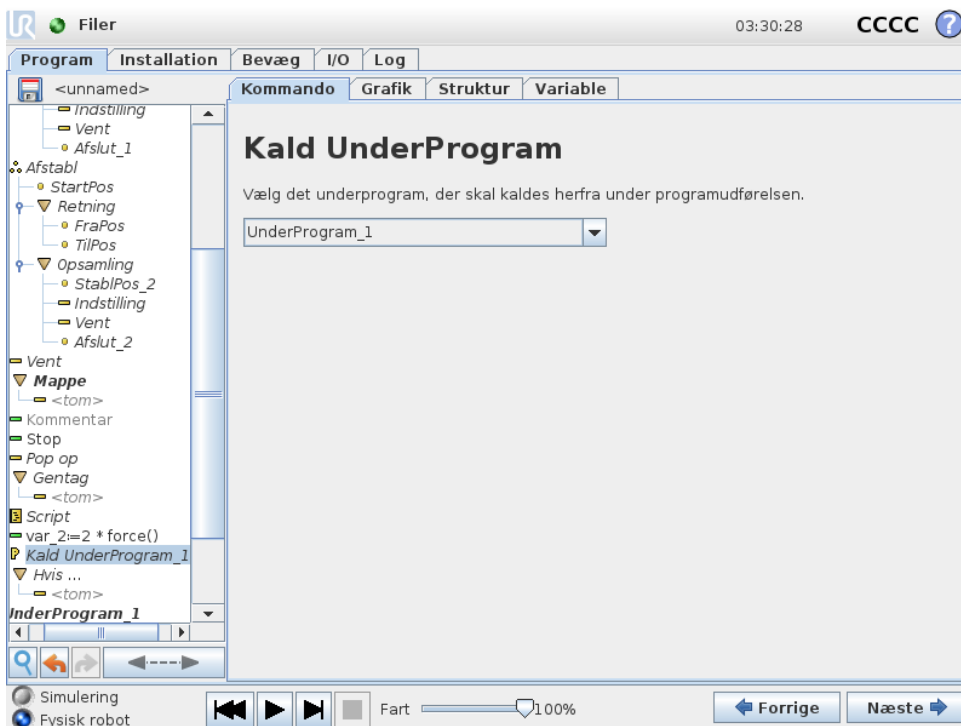 UR Filer 03:30:28 CCCC ?
Program Installation Bevæg I/O Log
<unnamed> Kommando Grafik Struktur Variable
Indstilling
Vent
Afslut_1
Afstabl
StartPos
Retning
FraPos
TilPos
Opsamling
StablPos_2
Indstilling
Vent
Afslut_2
Vent
Mappe
<tom>
Kommentar
Stop
Pop op
Gentag
<tom>
Script
var_2:=2 * force()
Kald UnderProgram_1
Hvis ...
<tom>
UnderProgram_1
Kald UnderProgram
Vælg det underprogram, der skal kaldes herfra under programudførelsen.
UnderProgram_1
Simulering
Fysisk robot
Fart 100%
Forrige Næste